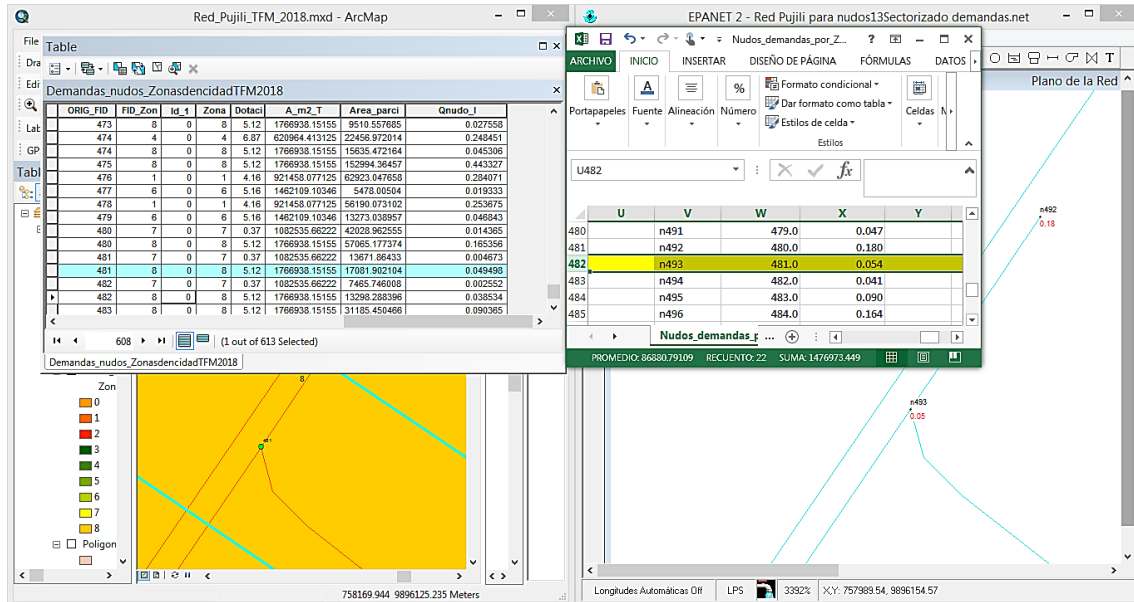 Red_Pujili_TFM_2018.mxd - ArcMap
File
Table
Demandas_nudos_ZonasdencidadTFM2018
ORIG_FID FID_Zon Id_1 Zona Dotaci A_m2_T Area_parci Qnudo_l
473 8 0 8 5.12 1766938.15155 9510.557685 0.027558
474 4 0 4 6.87 620964.413125 22456.972014 0.248451
474 8 0 8 5.12 1766938.15155 15635.472164 0.045306
475 8 0 8 5.12 1766938.15155 152994.36457 0.443327
476 1 0 1 4.16 921458.077125 62923.047658 0.284071
477 6 0 6 5.16 1462109.10346 5478.00504 0.019333
478 1 0 1 4.16 921458.077125 56190.073102 0.253675
479 6 0 6 5.16 1462109.10346 13273.038957 0.046843
480 7 0 7 0.37 1082535.66222 42028.962555 0.014365
480 8 0 8 5.12 1766938.15155 57065.177374 0.165356
481 7 0 7 0.37 1082535.66222 13671.86433 0.004673
481 8 0 8 5.12 1766938.15155 17081.902104 0.049498
482 7 0 7 0.37 1082535.66222 7465.746008 0.002552
482 8 0 8 5.12 1766938.15155 13298.288396 0.038534
483 8 0 8 5.12 1766938.15155 31185.450466 0.090365
608 (1 out of 613 Selected)
Demandas_nudos_ZonasdencidadTFM2018
Dra
Edi
Lab
GP
Tabl
Zon
0
1
2
3
4
5
6
7
8
Poligon
8
481
758169.944 9896125.235 Meters
EPANET 2 - Red Pujili para nudos13Sectorizado demandas.net
Nudos_demandas_por_Z...
ARCHIVO INICIO INSERTAR DISEÑO DE PÁGINA FÓRMULAS DATOS
Portapapeles Fuente Alineación Número
Formato condicional
Dar formato como tabla
Estilos de celda
Estilos
Celdas
U482
fx
U V W X Y
480 n491 479.0 0.047
481 n492 480.0 0.180
482 n493 481.0 0.054
483 n494 482.0 0.041
484 n495 483.0 0.090
485 n496 484.0 0.164
Nudos_demandas_p ...
PROMEDIO: 86880.79109 RECUENTO: 22 SUMA: 1476973.449
T
Plano de la Red
n492
0.18
n493
0.05
Longitudes Automáticas Off LPS 3392% X,Y: 757989.54, 9896154.57